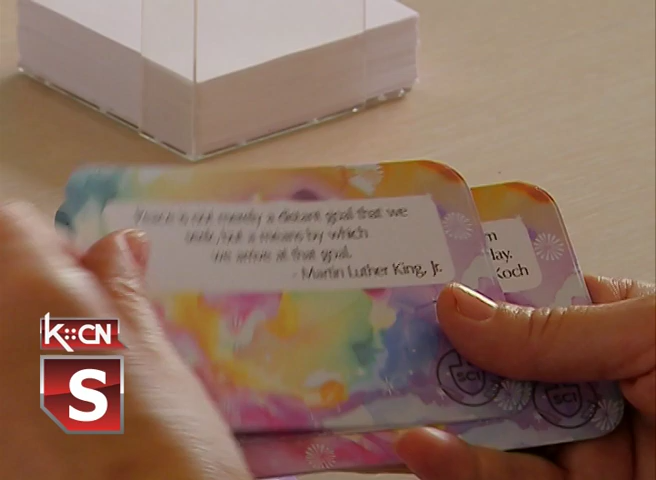 Peace is not merely a distant goal that we
seek, but a means by which
we arrive at that goal.
- Martin Luther King, Jr.
m
lay.
Koch
SCI
SCI
K::CN
S